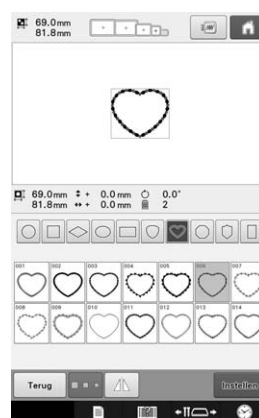 69.0mm
81.8mm
69.0mm + 0.0mm 0.0°
81.8mm + 0.0mm 2
001 002 003 004 005 006 007
008 009 010 011 012 013 014
Terug Instellen